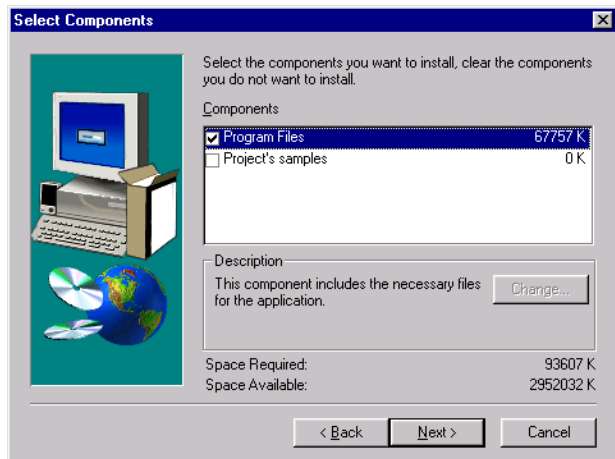 Select Components
Select the components you want to install, clear the components
you do not want to install.
Components
Program Files 67757 K
Project's samples 0 K
Description
This component includes the necessary files
for the application.
Change...
Space Required: 93607 K
Space Available: 2952032 K
< Back Next > Cancel